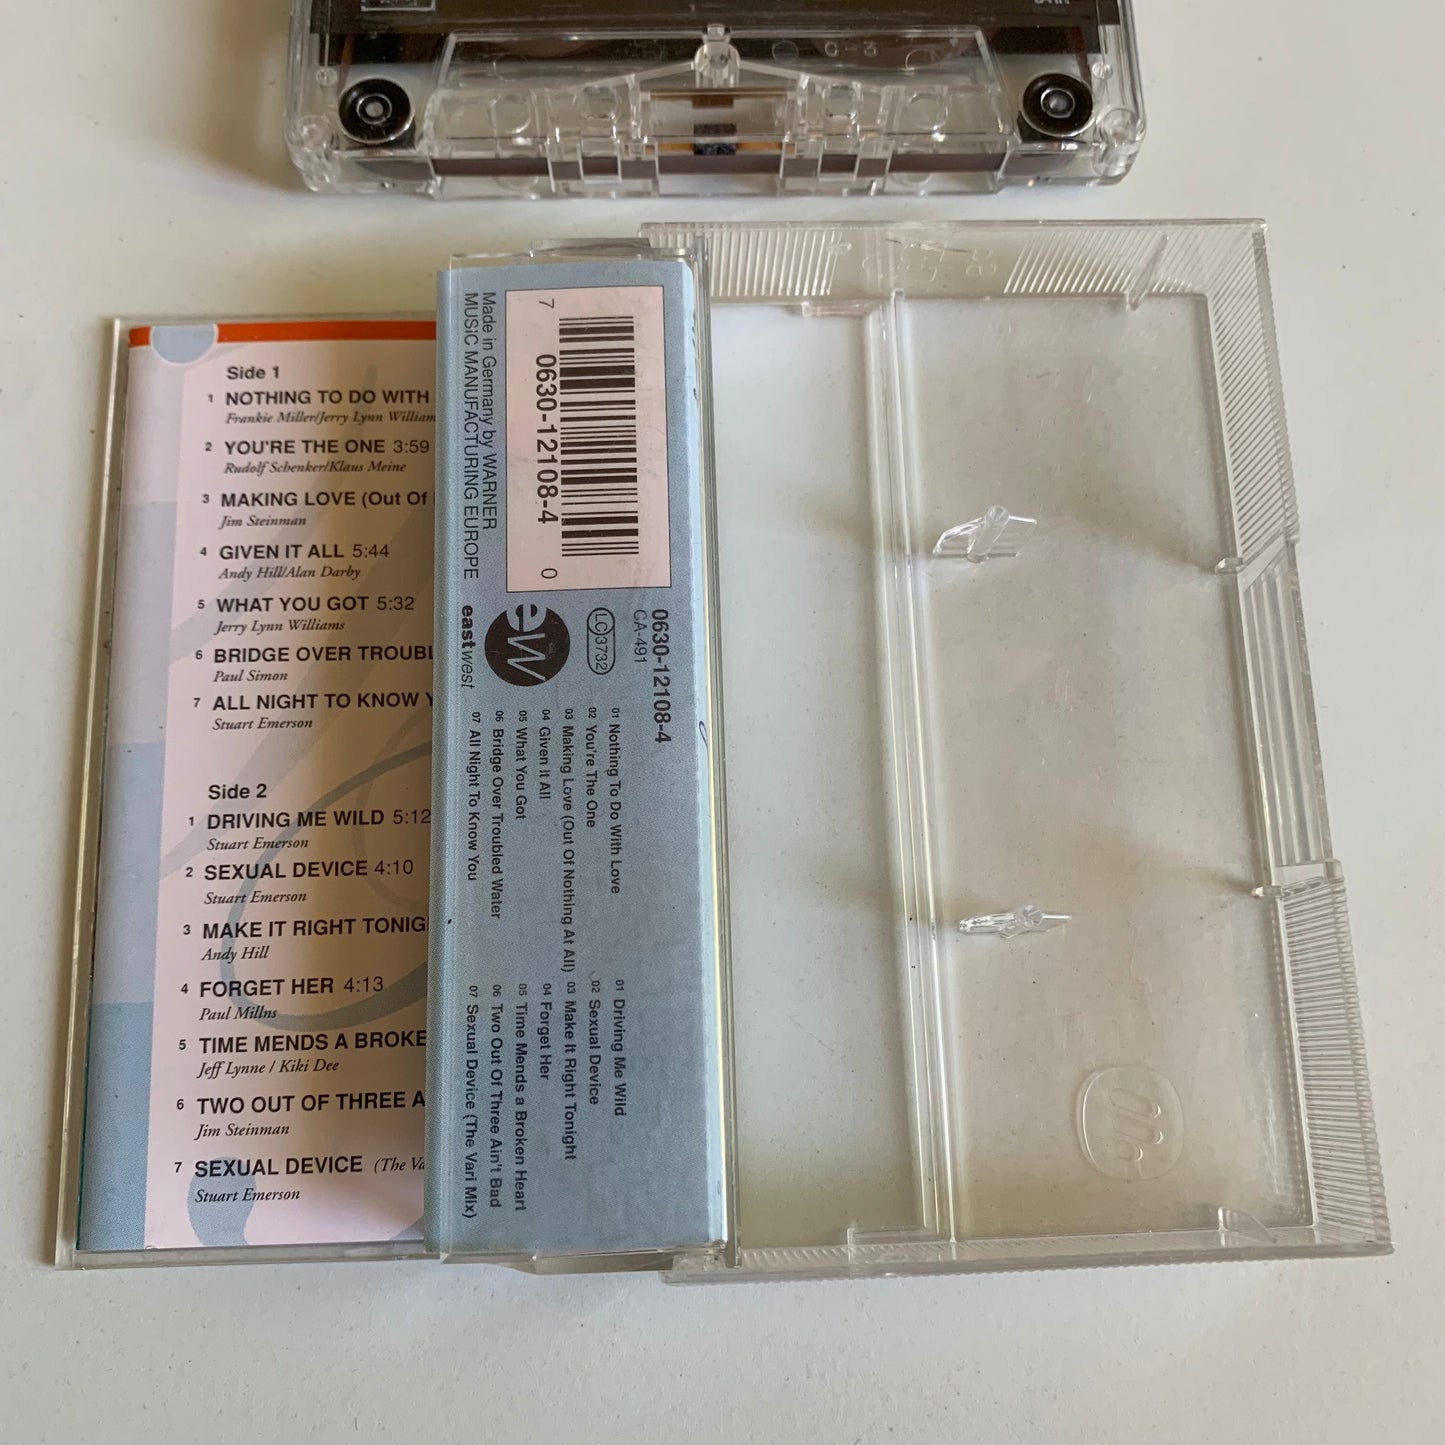 C-3
Side 1
1 NOTHING TO DO WITH
Frankie Miller/Jerry Lynn William
2 YOU'RE THE ONE 3:59
Rudolf Schenker/Klaus Meine
3 MAKING LOVE (Out Of
Jim Steinman
4 GIVEN IT ALL 5:44
Andy Hill/Alan Darby
5 WHAT YOU GOT 5:32
Jerry Lynn Williams
6 BRIDGE OVER TROUBL
Paul Simon
7 ALL NIGHT TO KNOW Y
Stuart Emerson
Side 2
1 DRIVING ME WILD 5:12
Stuart Emerson
2 SEXUAL DEVICE 4:10
Stuart Emerson
3 MAKE IT RIGHT TONIG
Andy Hill
4 FORGET HER 4:13
Paul Millns
5 TIME MENDS A BROKE
Jeff Lynne / Kiki Dee
6 TWO OUT OF THREE A
Jim Steinman
7 SEXUAL DEVICE (The Va
Stuart Emerson
7 0630-12108-4 0
Made in Germany by WARNER
MUSIC MANUFACTURING EUROPE
0630-12108-4
CA-491
LC 3732
ew
eastwest
01 Nothing To Do With Love
02 You're The One
03 Making Love (Out Of Nothing At All)
04 Given It All
05 What You Got
06 Bridge Over Troubled Water
07 All Night To Know You
01 Driving Me Wild
02 Sexual Device
03 Make It Right Tonight
04 Forget Her
05 Time Mends a Broken Heart
06 Two Out Of Three Ain't Bad
07 Sexual Device (The Vari Mix)